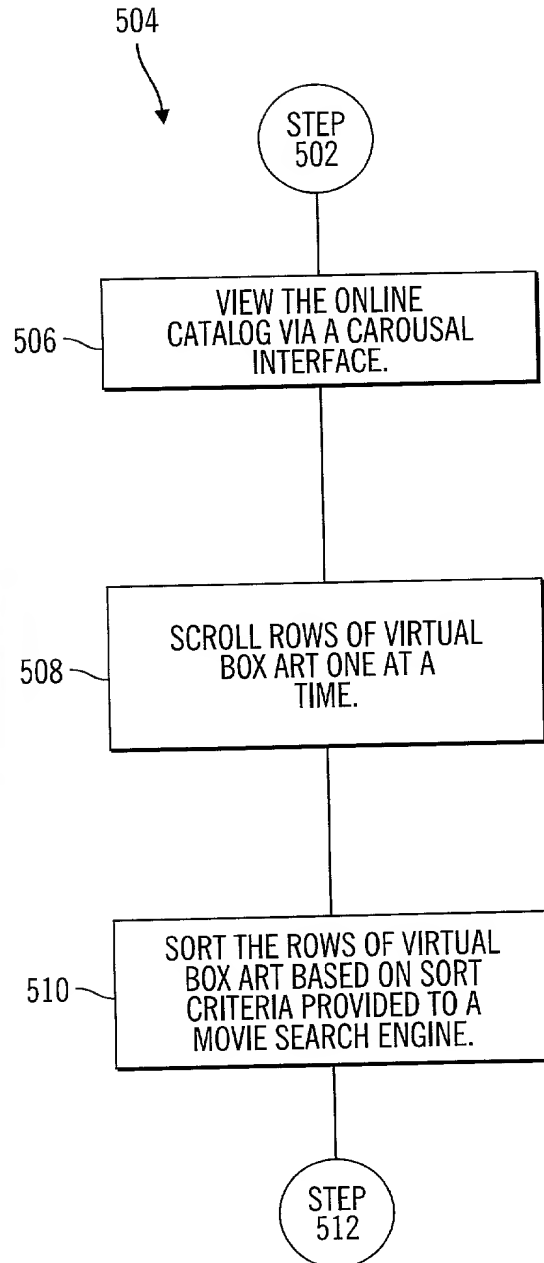 504
STEP
502
506
VIEW THE ONLINE
CATALOG VIA A CAROUSAL
INTERFACE.
508
SCROLL ROWS OF VIRTUAL
BOX ART ONE AT A
TIME.
510
SORT THE ROWS OF VIRTUAL
BOX ART BASED ON SORT
CRITERIA PROVIDED TO A
MOVIE SEARCH ENGINE.
STEP
512